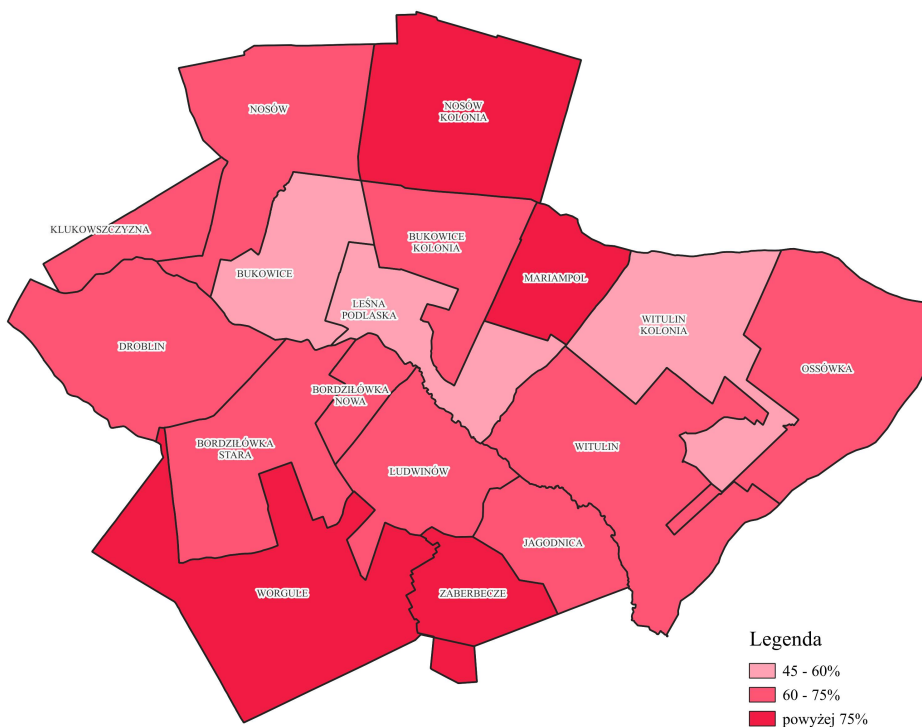 NOSÓW
NOSÓW
KOLONIA
KLUKOWSZCZYZNA
BUKOWICE
KOLONIA
BUKOWICE
MARIAMPOL
LEŚNA
PODLASKA
WITULIN
KOLONIA
DROBLIN
OSSÓWKA
BORDZIŁÓWKA
NOWA
BORDZIŁÓWKA
STARA
WITULIN
LUDWINÓW
JAGODNICA
WORGULE
ZABERBECZE
Legenda
45 - 60%
60 - 75%
powyżej 75%